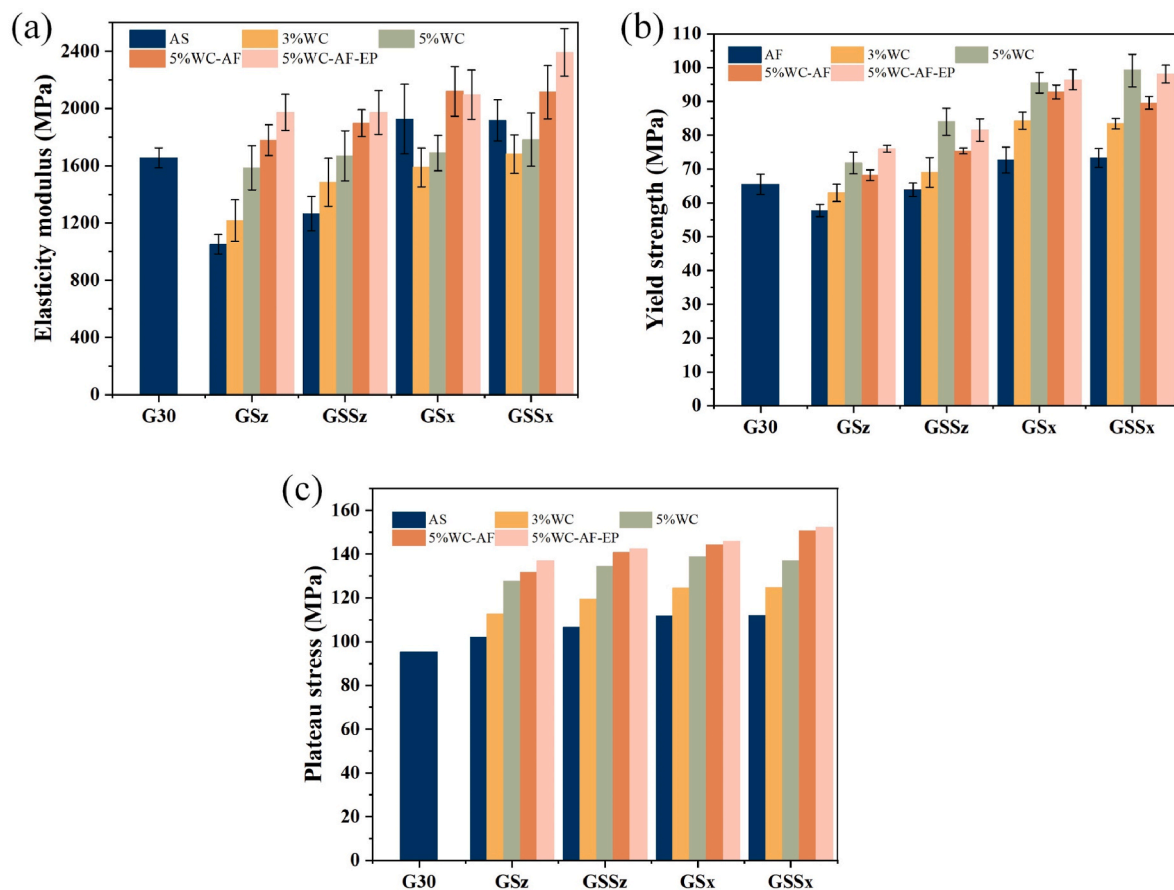 (a)
AS 3%WC 5%WC
5%WC-AF 5%WC-AF-EP
Elasticity modulus (MPa)
2400
2000
1600
1200
800
400
0
G30 GSz GSSz GSx GSSx
(b)
AF 3%WC 5%WC
5%WC-AF 5%WC-AF-EP
Yield strength (MPa)
110
100
90
80
70
60
50
40
30
20
10
0
G30 GSz GSSz GSx GSSx
(c)
AS 3%WC 5%WC
5%WC-AF 5%WC-AF-EP
Plateau stress (MPa)
160
140
120
100
80
60
40
20
0
G30 GSz GSSz GSx GSSx